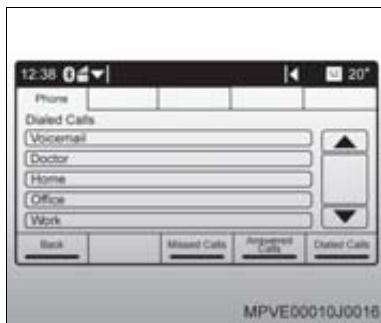 12:38 20°
Phone
Dialed Calls
Voicemail
Doctor
Home
Office
Work
Back Missed Calls Answered Calls Dialed Calls
MPVE00010J0016